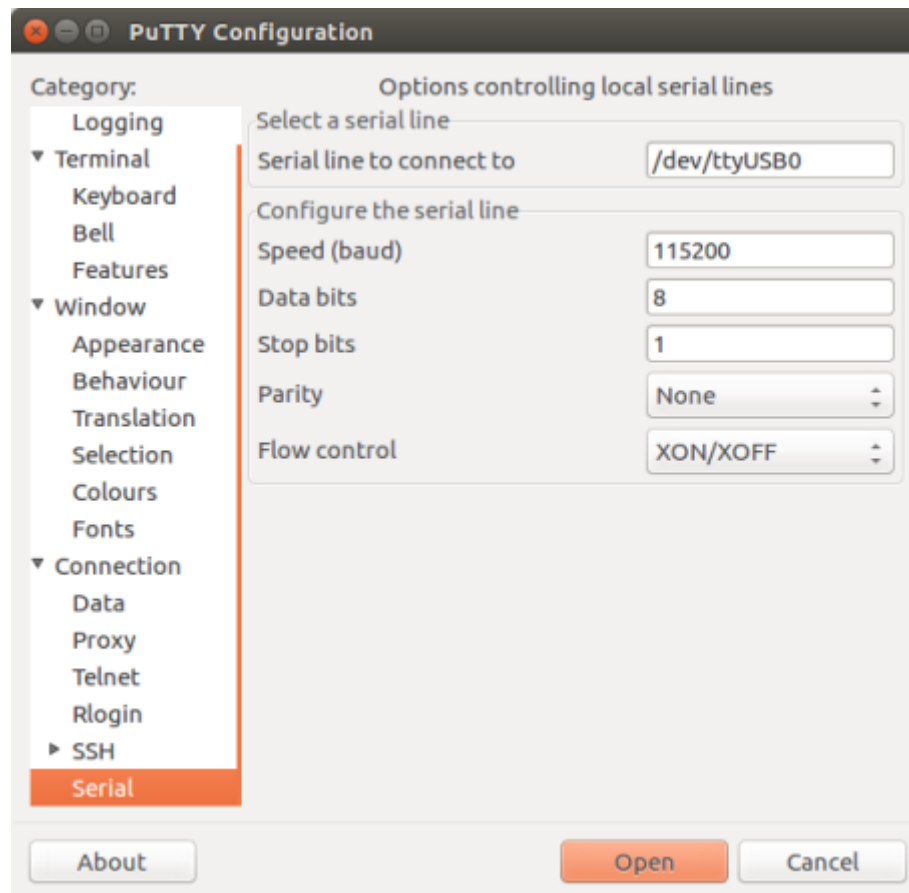 PuTTY Configuration
Category:
Logging
Terminal
Keyboard
Bell
Features
Window
Appearance
Behaviour
Translation
Selection
Colours
Fonts
Connection
Data
Proxy
Telnet
Rlogin
SSH
Serial
Options controlling local serial lines
Select a serial line
Serial line to connect to /dev/ttyUSB0
Configure the serial line
Speed (baud) 115200
Data bits 8
Stop bits 1
Parity None
Flow control XON/XOFF
About Open Cancel